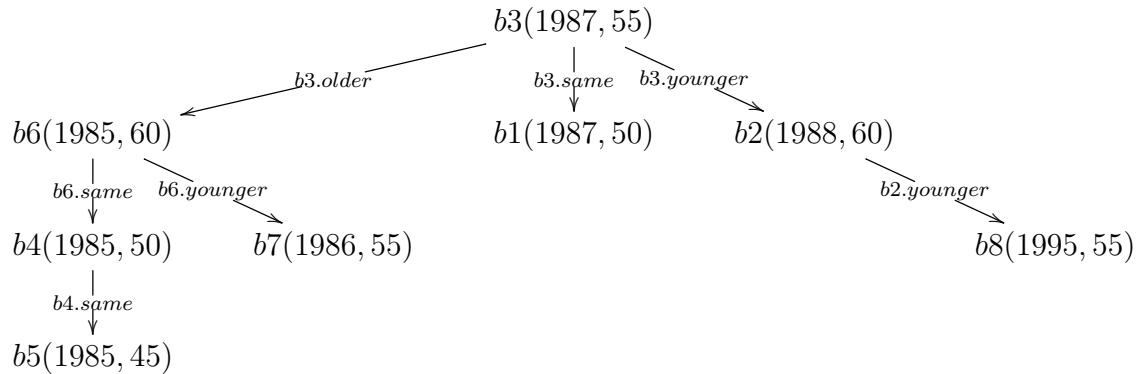 b3(1987, 55)
b3.older b3.same b3.younger
b6(1985, 60) b1(1987, 50) b2(1988, 60)
b6.same b6.younger b2.younger
b4(1985, 50) b7(1986, 55) b8(1995, 55)
b4.same
b5(1985, 45)